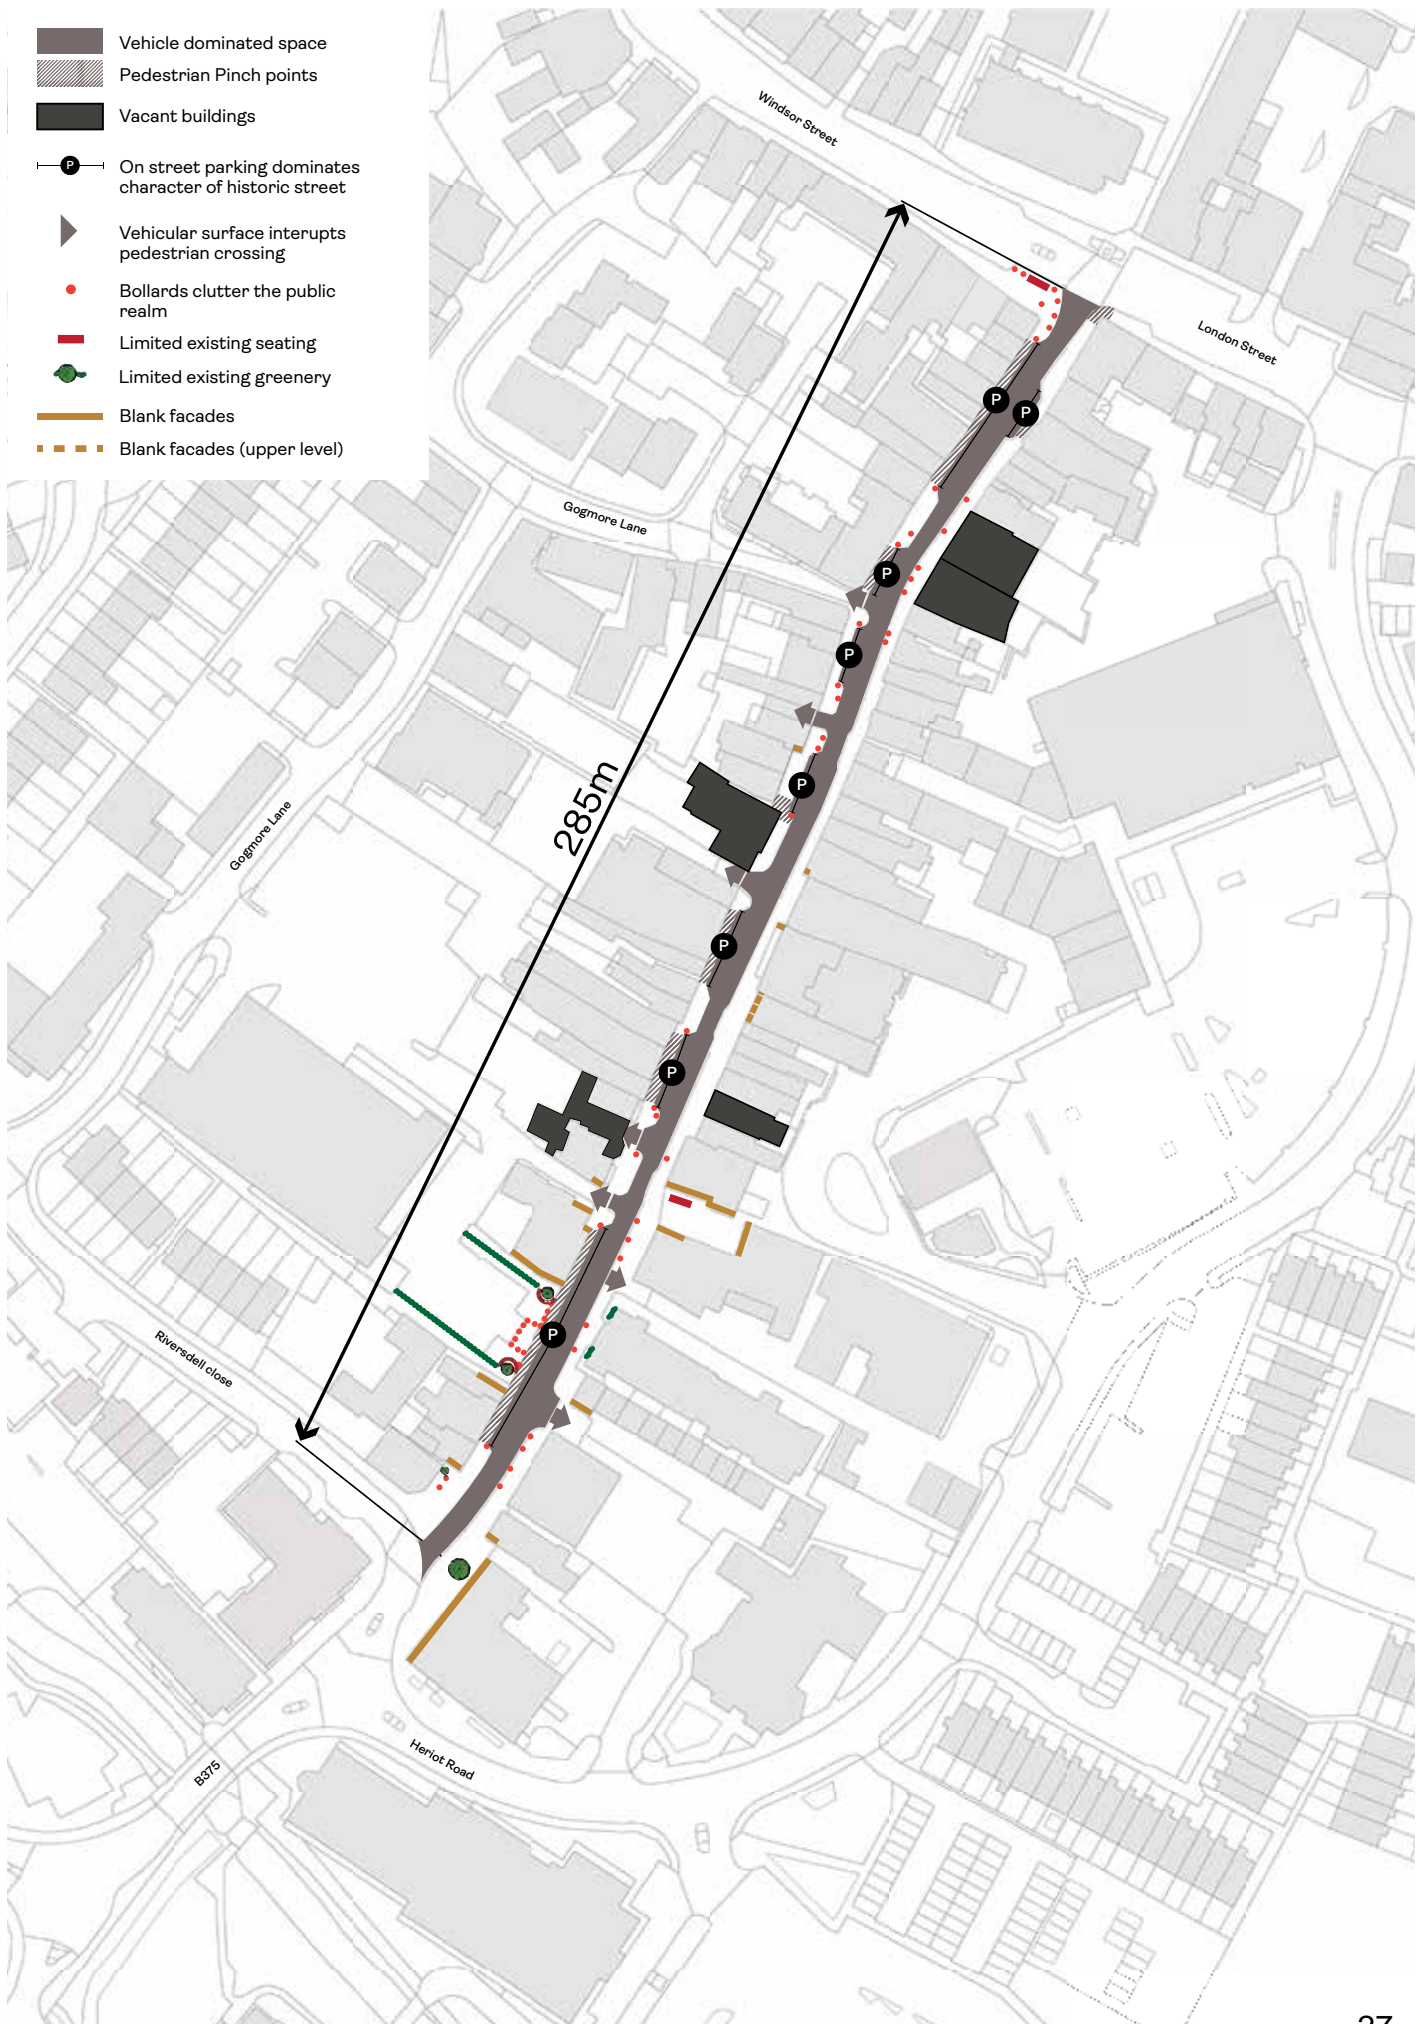 Vehicle dominated space
Pedestrian Pinch points
Vacant buildings
P
On street parking dominates
character of historic street
Vehicular surface interupts
pedestrian crossing
Bollards clutter the public
realm
Limited existing seating
Limited existing greenery
Blank facades
Blank facades (upper level)
Windsor Street
London Street
P
P
Gogmore Lane
P
P
285m
P
Gogmore Lane
P
P
P
Riversdell close
Heriot Road
B375